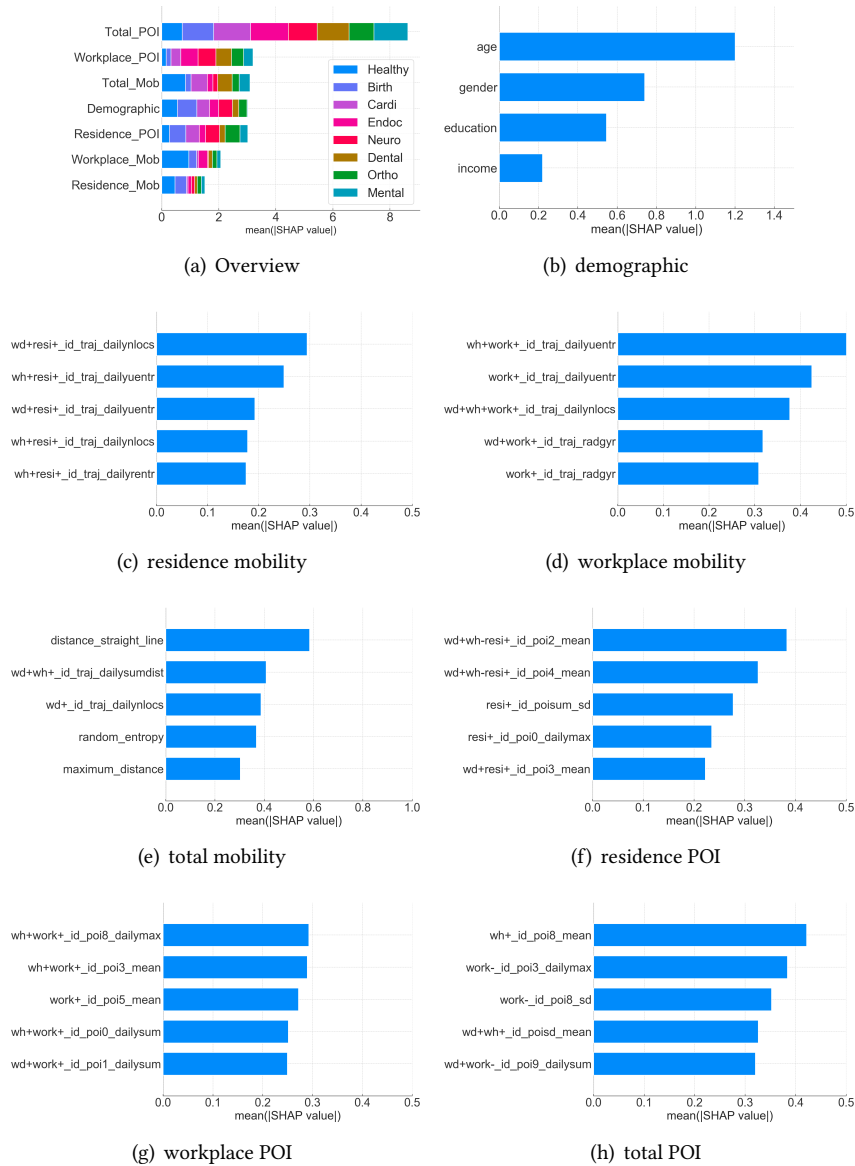 Total_POI
Workplace_POI
Total_Mob
Demographic
Residence_POI
Workplace_Mob
Residence_Mob
Healthy
Birth
Cardi
Endoc
Neuro
Dental
Ortho
Mental
0 2 4 6 8
mean(|SHAP value|)
(a) Overview
age
gender
education
income
0.0 0.2 0.4 0.6 0.8 1.0 1.2 1.4
mean(|SHAP value|)
(b) demographic
wd+resi+_id_traj_dailynlocs
wh+resi+_id_traj_dailyuentr
wd+resi+_id_traj_dailyuentr
wh+resi+_id_traj_dailynlocs
wh+resi+_id_traj_dailyrentr
0.0 0.1 0.2 0.3 0.4 0.5
mean(|SHAP value|)
(c) residence mobility
wh+work+_id_traj_dailyuentr
work+_id_traj_dailyuentr
wd+wh+work+_id_traj_dailynlocs
wd+work+_id_traj_radgyr
work+_id_traj_radgyr
0.0 0.1 0.2 0.3 0.4 0.5
mean(|SHAP value|)
(d) workplace mobility
distance_straight_line
wd+wh+_id_traj_dailysumdist
wd+_id_traj_dailynlocs
random_entropy
maximum_distance
0.0 0.2 0.4 0.6 0.8 1.0
mean(|SHAP value|)
(e) total mobility
wd+wh-resi+_id_poi2_mean
wd+wh-resi+_id_poi4_mean
resi+_id_poisum_sd
resi+_id_poi0_dailymax
wd+resi+_id_poi3_mean
0.0 0.1 0.2 0.3 0.4 0.5
mean(|SHAP value|)
(f) residence POI
wh+work+_id_poi8_dailymax
wh+work+_id_poi3_mean
work+_id_poi5_mean
wh+work+_id_poi0_dailysum
wd+work+_id_poi1_dailysum
0.0 0.1 0.2 0.3 0.4 0.5
mean(|SHAP value|)
(g) workplace POI
wh+_id_poi8_mean
work-_id_poi3_dailymax
work-_id_poi8_sd
wd+wh+_id_poisd_mean
wd+work-_id_poi9_dailysum
0.0 0.1 0.2 0.3 0.4 0.5
mean(|SHAP value|)
(h) total POI